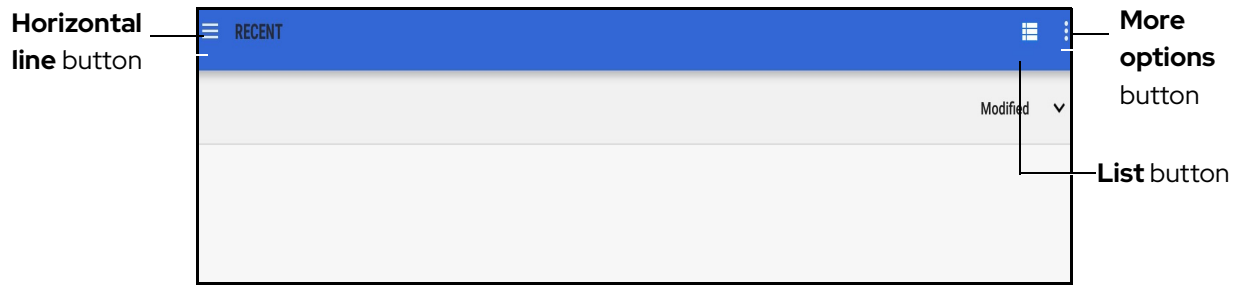 Horizontal
line button
RECENT
More
options
button
Modified
List button